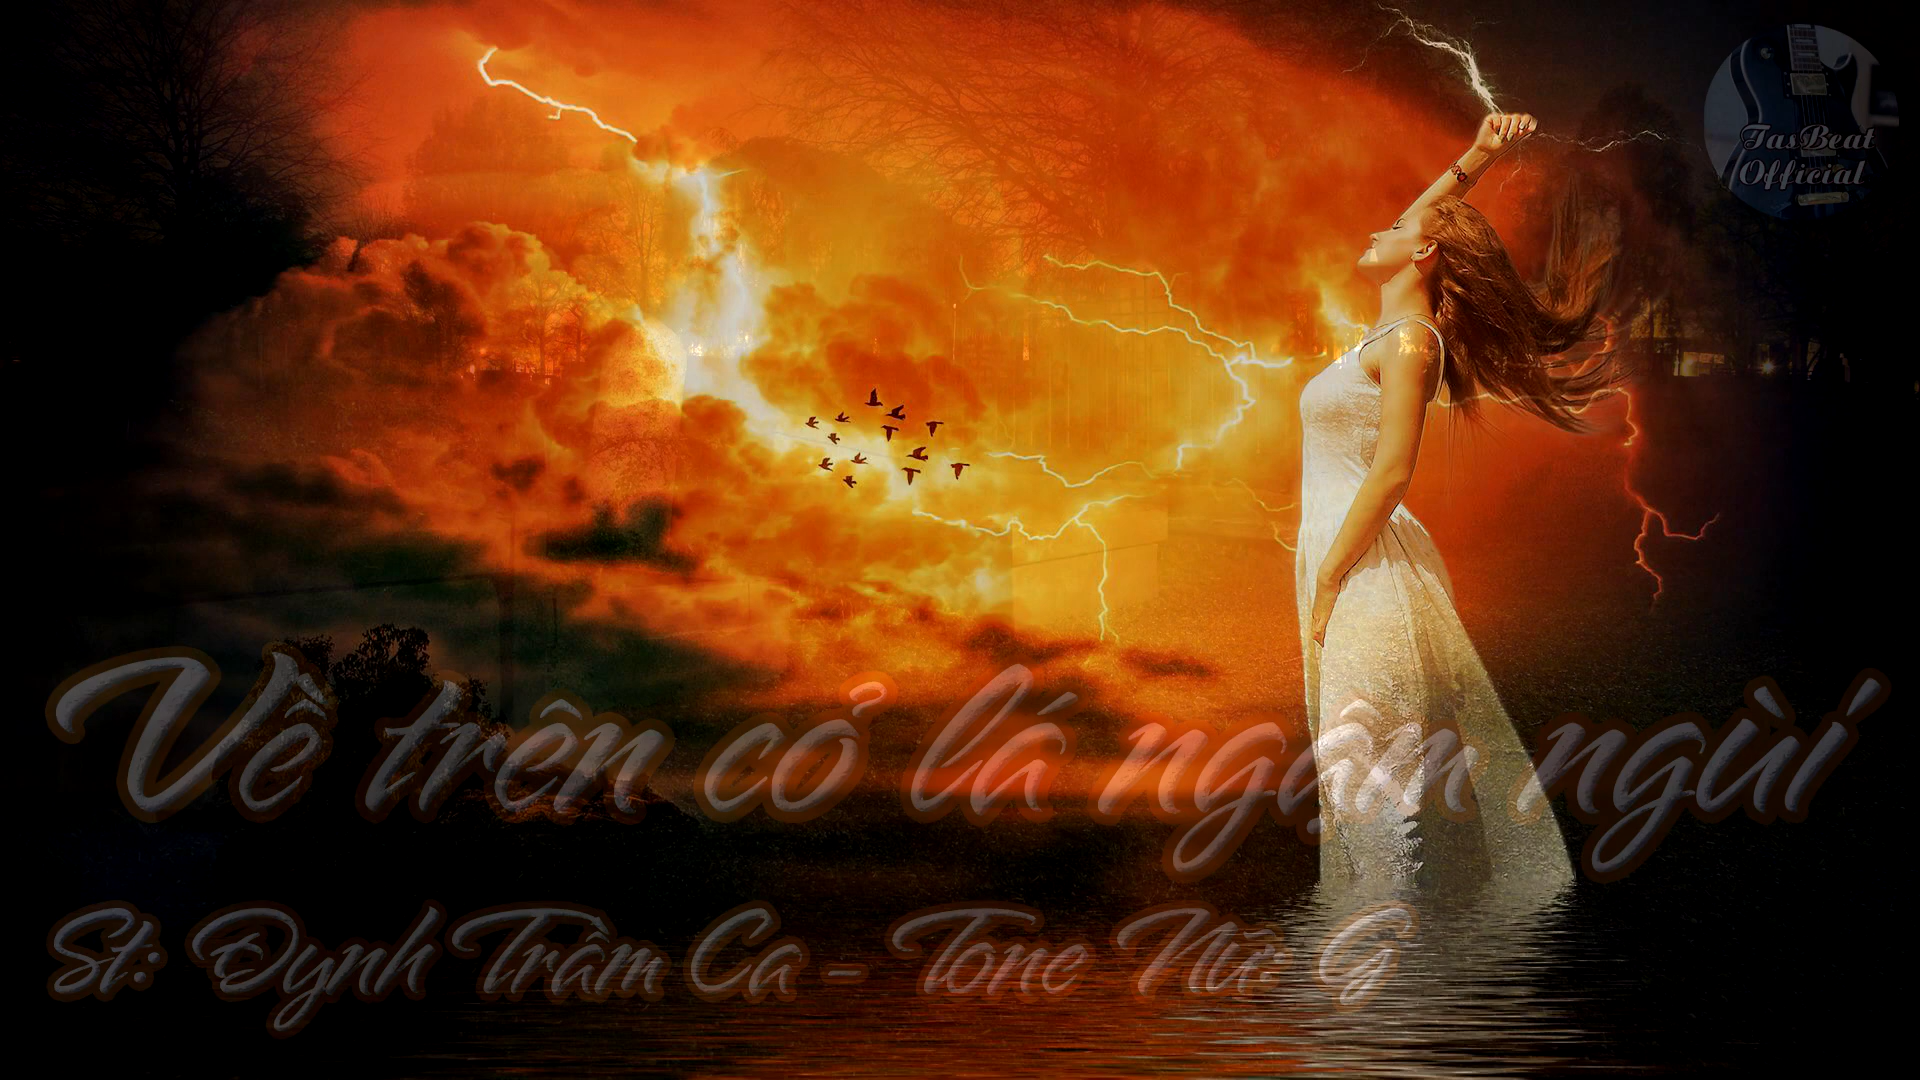 TasBeat
Official
Về trên cỏ lá ngậm ngùi
St: Đynh Trầm Ca - Tone Nữ: G